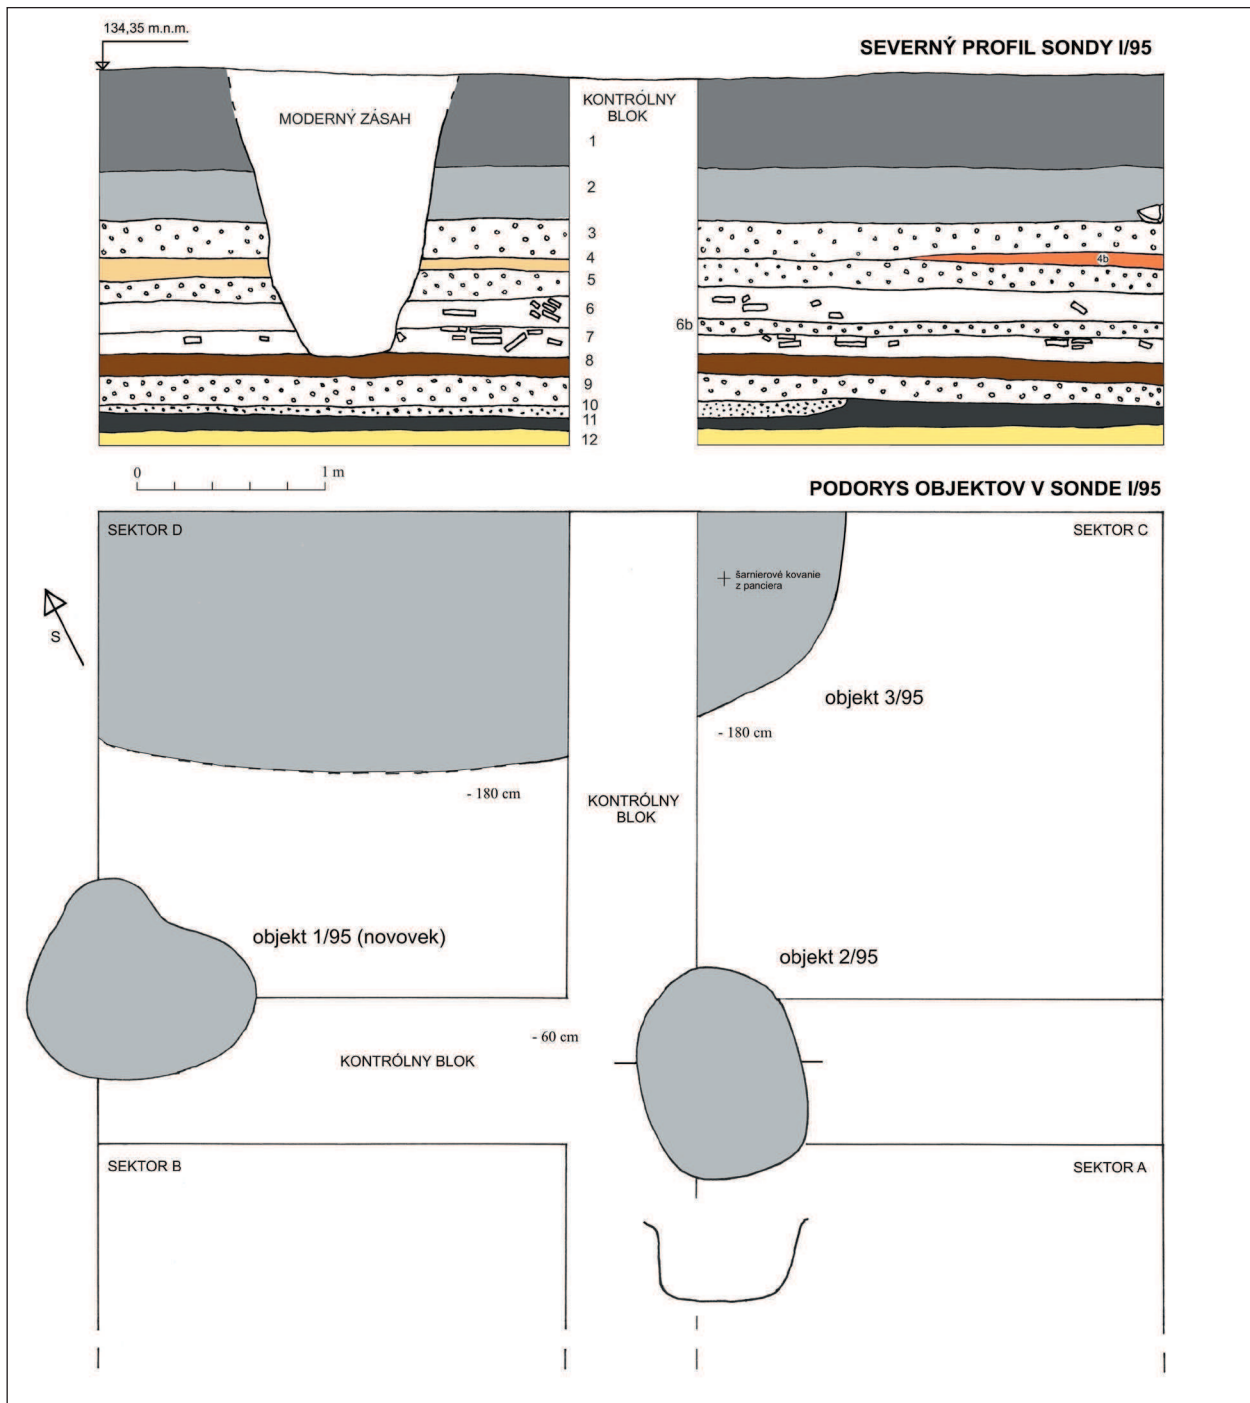 134,35 m.n.m.
SEVERNÝ PROFIL SONDY I/95
MODERNÝ ZÁSAH
KONTRÓLNY
BLOK
1
2
3
4
4b
5
6
6b
7
8
9
10
11
12
0
1 m
PODORYS OBJEKTOV V SONDE I/95
SEKTOR D
SEKTOR C
šarnierové kovanie
z panciera
S
objekt 3/95
- 180 cm
- 180 cm
KONTRÓLNY
BLOK
objekt 1/95 (novovek)
objekt 2/95
- 60 cm
KONTRÓLNY BLOK
SEKTOR B
SEKTOR A